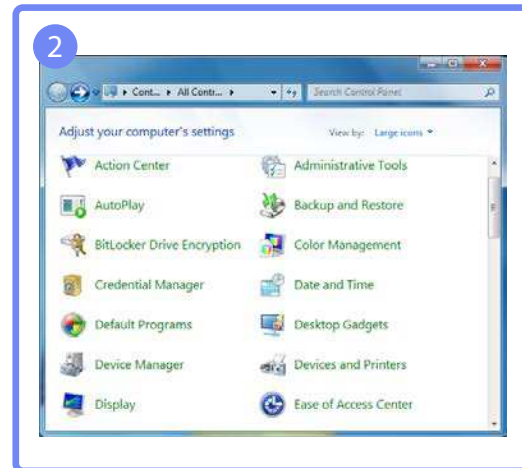 2
Cont... All Contr...
Search Control Panel
Adjust your computer's settings
View by: Large icons
Action Center
Administrative Tools
AutoPlay
Backup and Restore
BitLocker Drive Encryption
Color Management
Credential Manager
Date and Time
Default Programs
Desktop Gadgets
Device Manager
Devices and Printers
Display
Ease of Access Center